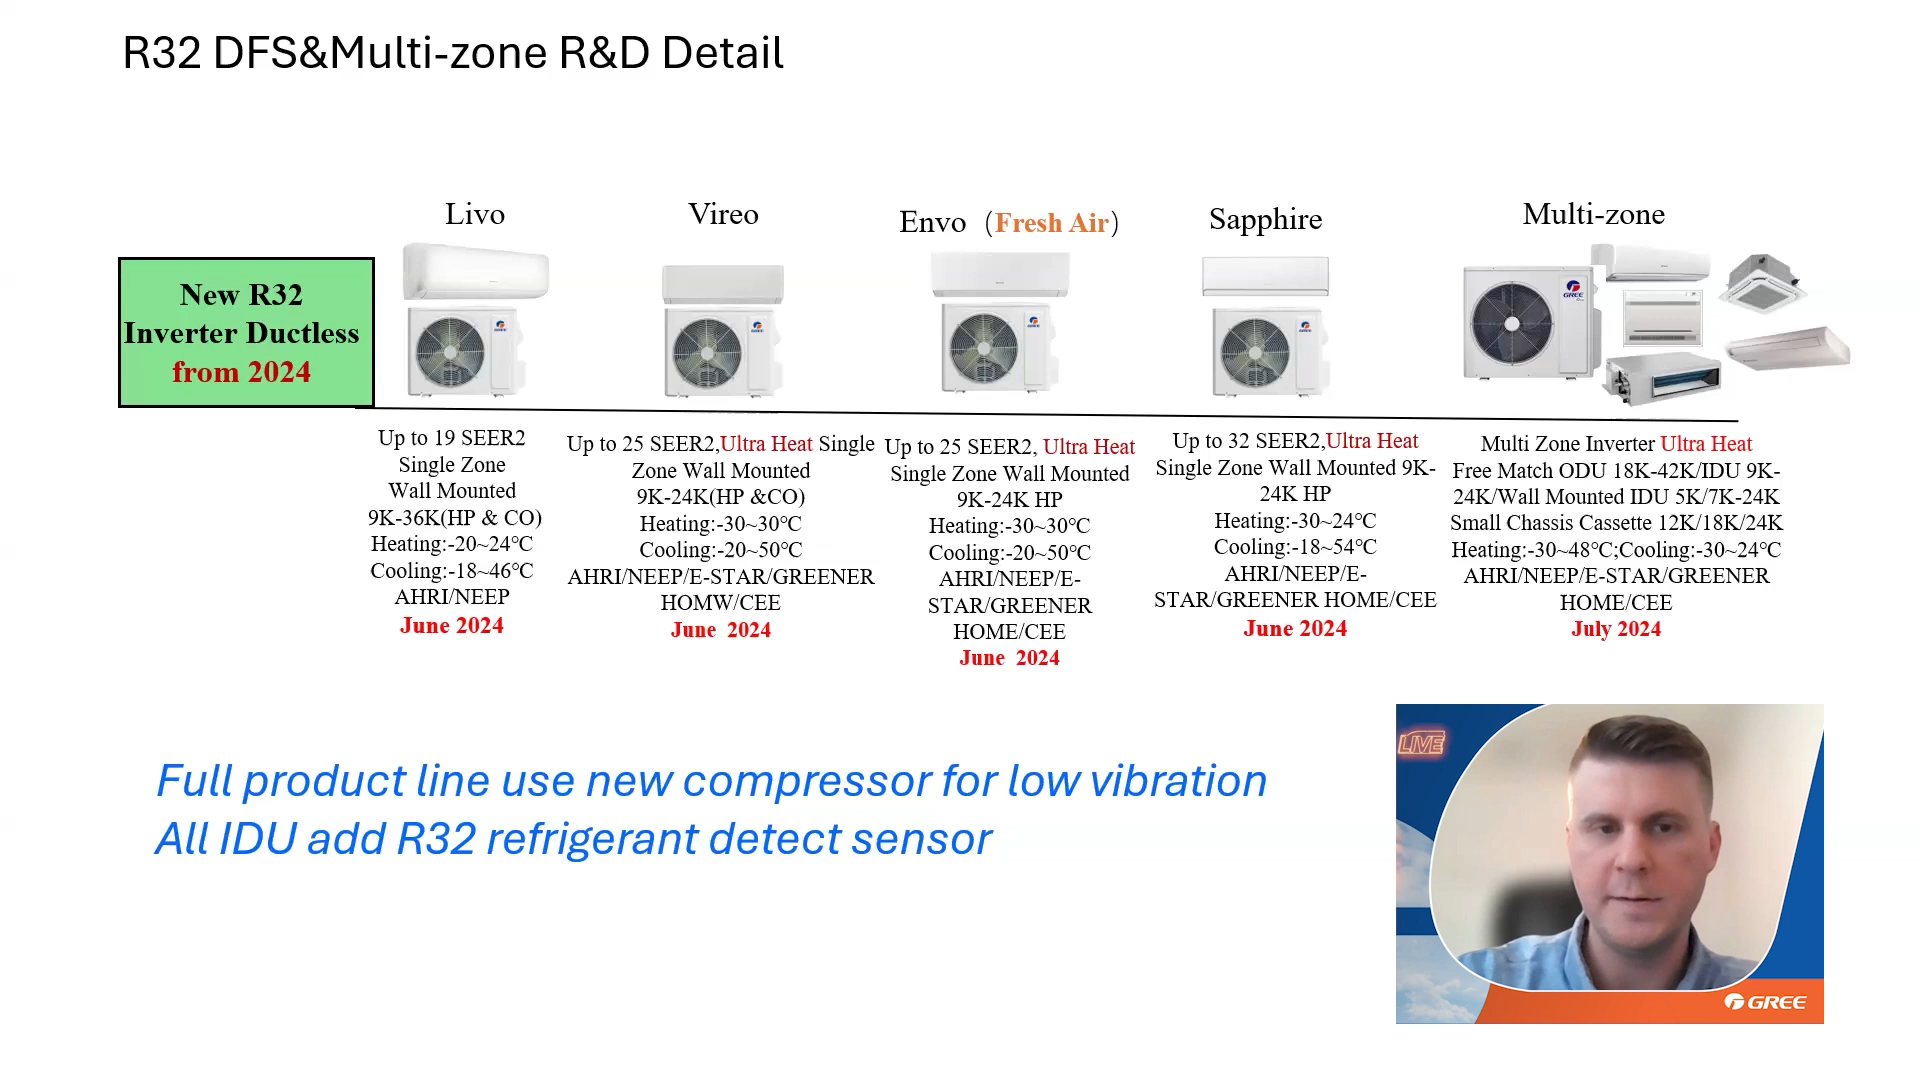 R32 DFS&Multi-zone R&D Detail
New R32
Inverter Ductless
from 2024
Livo
GREE
Up to 19 SEER2
Single Zone
Wall Mounted
9K-36K(HP & CO)
Heating:-20~24℃
Cooling:-18~46℃
AHRI/NEEP
June 2024
Vireo
GREE
Up to 25 SEER2,Ultra Heat Single
Zone Wall Mounted
9K-24K(HP &CO)
Heating:-30~30℃
Cooling:-20~50℃
AHRI/NEEP/E-STAR/GREENER
HOMW/CEE
June 2024
Envo （Fresh Air）
GREE
Up to 25 SEER2, Ultra Heat
Single Zone Wall Mounted
9K-24K HP
Heating:-30~30℃
Cooling:-20~50℃
AHRI/NEEP/E-
STAR/GREENER
HOME/CEE
June 2024
Sapphire
GREE
Up to 32 SEER2,Ultra Heat
Single Zone Wall Mounted 9K-
24K HP
Heating:-30~24℃
Cooling:-18~54℃
AHRI/NEEP/E-
STAR/GREENER HOME/CEE
June 2024
Multi-zone
GREE
Multi Zone Inverter Ultra Heat
Free Match ODU 18K-42K/IDU 9K-
24K/Wall Mounted IDU 5K/7K-24K
Small Chassis Cassette 12K/18K/24K
Heating:-30~48℃;Cooling:-30~24℃
AHRI/NEEP/E-STAR/GREENER
HOME/CEE
July 2024
Full product line use new compressor for low vibration
All IDU add R32 refrigerant detect sensor
LIVE
GREE